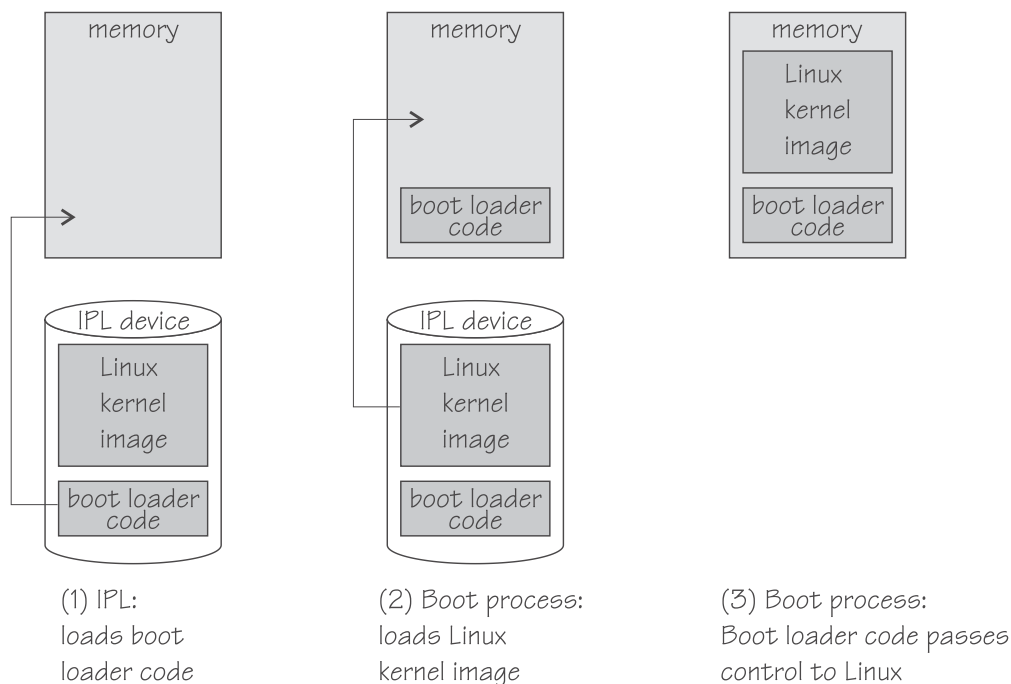 memory
IPL device
Linux
kernel
image
boot loader
code
(1) IPL:
loads boot
loader code
memory
boot loader
code
IPL device
Linux
kernel
image
boot loader
code
(2) Boot process:
loads Linux
kernel image
memory
Linux
kernel
image
boot loader
code
(3) Boot process:
Boot loader code passes
control to Linux